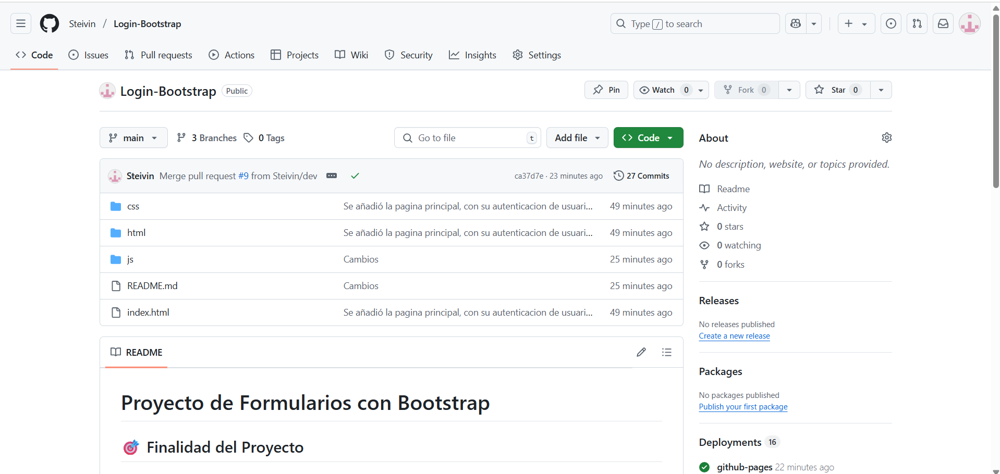 Steivin / Login-Bootstrap
Type / to search
Code Issues Pull requests Actions Projects Wiki Security Insights Settings
Login-Bootstrap Public
Pin Watch 0 Fork 0 Star 0
main 3 Branches 0 Tags Go to file t Add file Code
Steivin Merge pull request #9 from Steivin/dev ca37d7e · 23 minutes ago 27 Commits
css Se añadió la pagina principal, con su autenticacion de usuari... 49 minutes ago
html Se añadió la pagina principal, con su autenticacion de usuari... 49 minutes ago
js Cambios 25 minutes ago
README.md Cambios 25 minutes ago
index.html Se añadió la pagina principal, con su autenticacion de usuari... 49 minutes ago
README
Proyecto de Formularios con Bootstrap
Finalidad del Proyecto
About
No description, website, or topics provided.
Readme
Activity
0 stars
0 watching
0 forks
Releases
No releases published
Create a new release
Packages
No packages published
Publish your first package
Deployments 16
github-pages 22 minutes ago